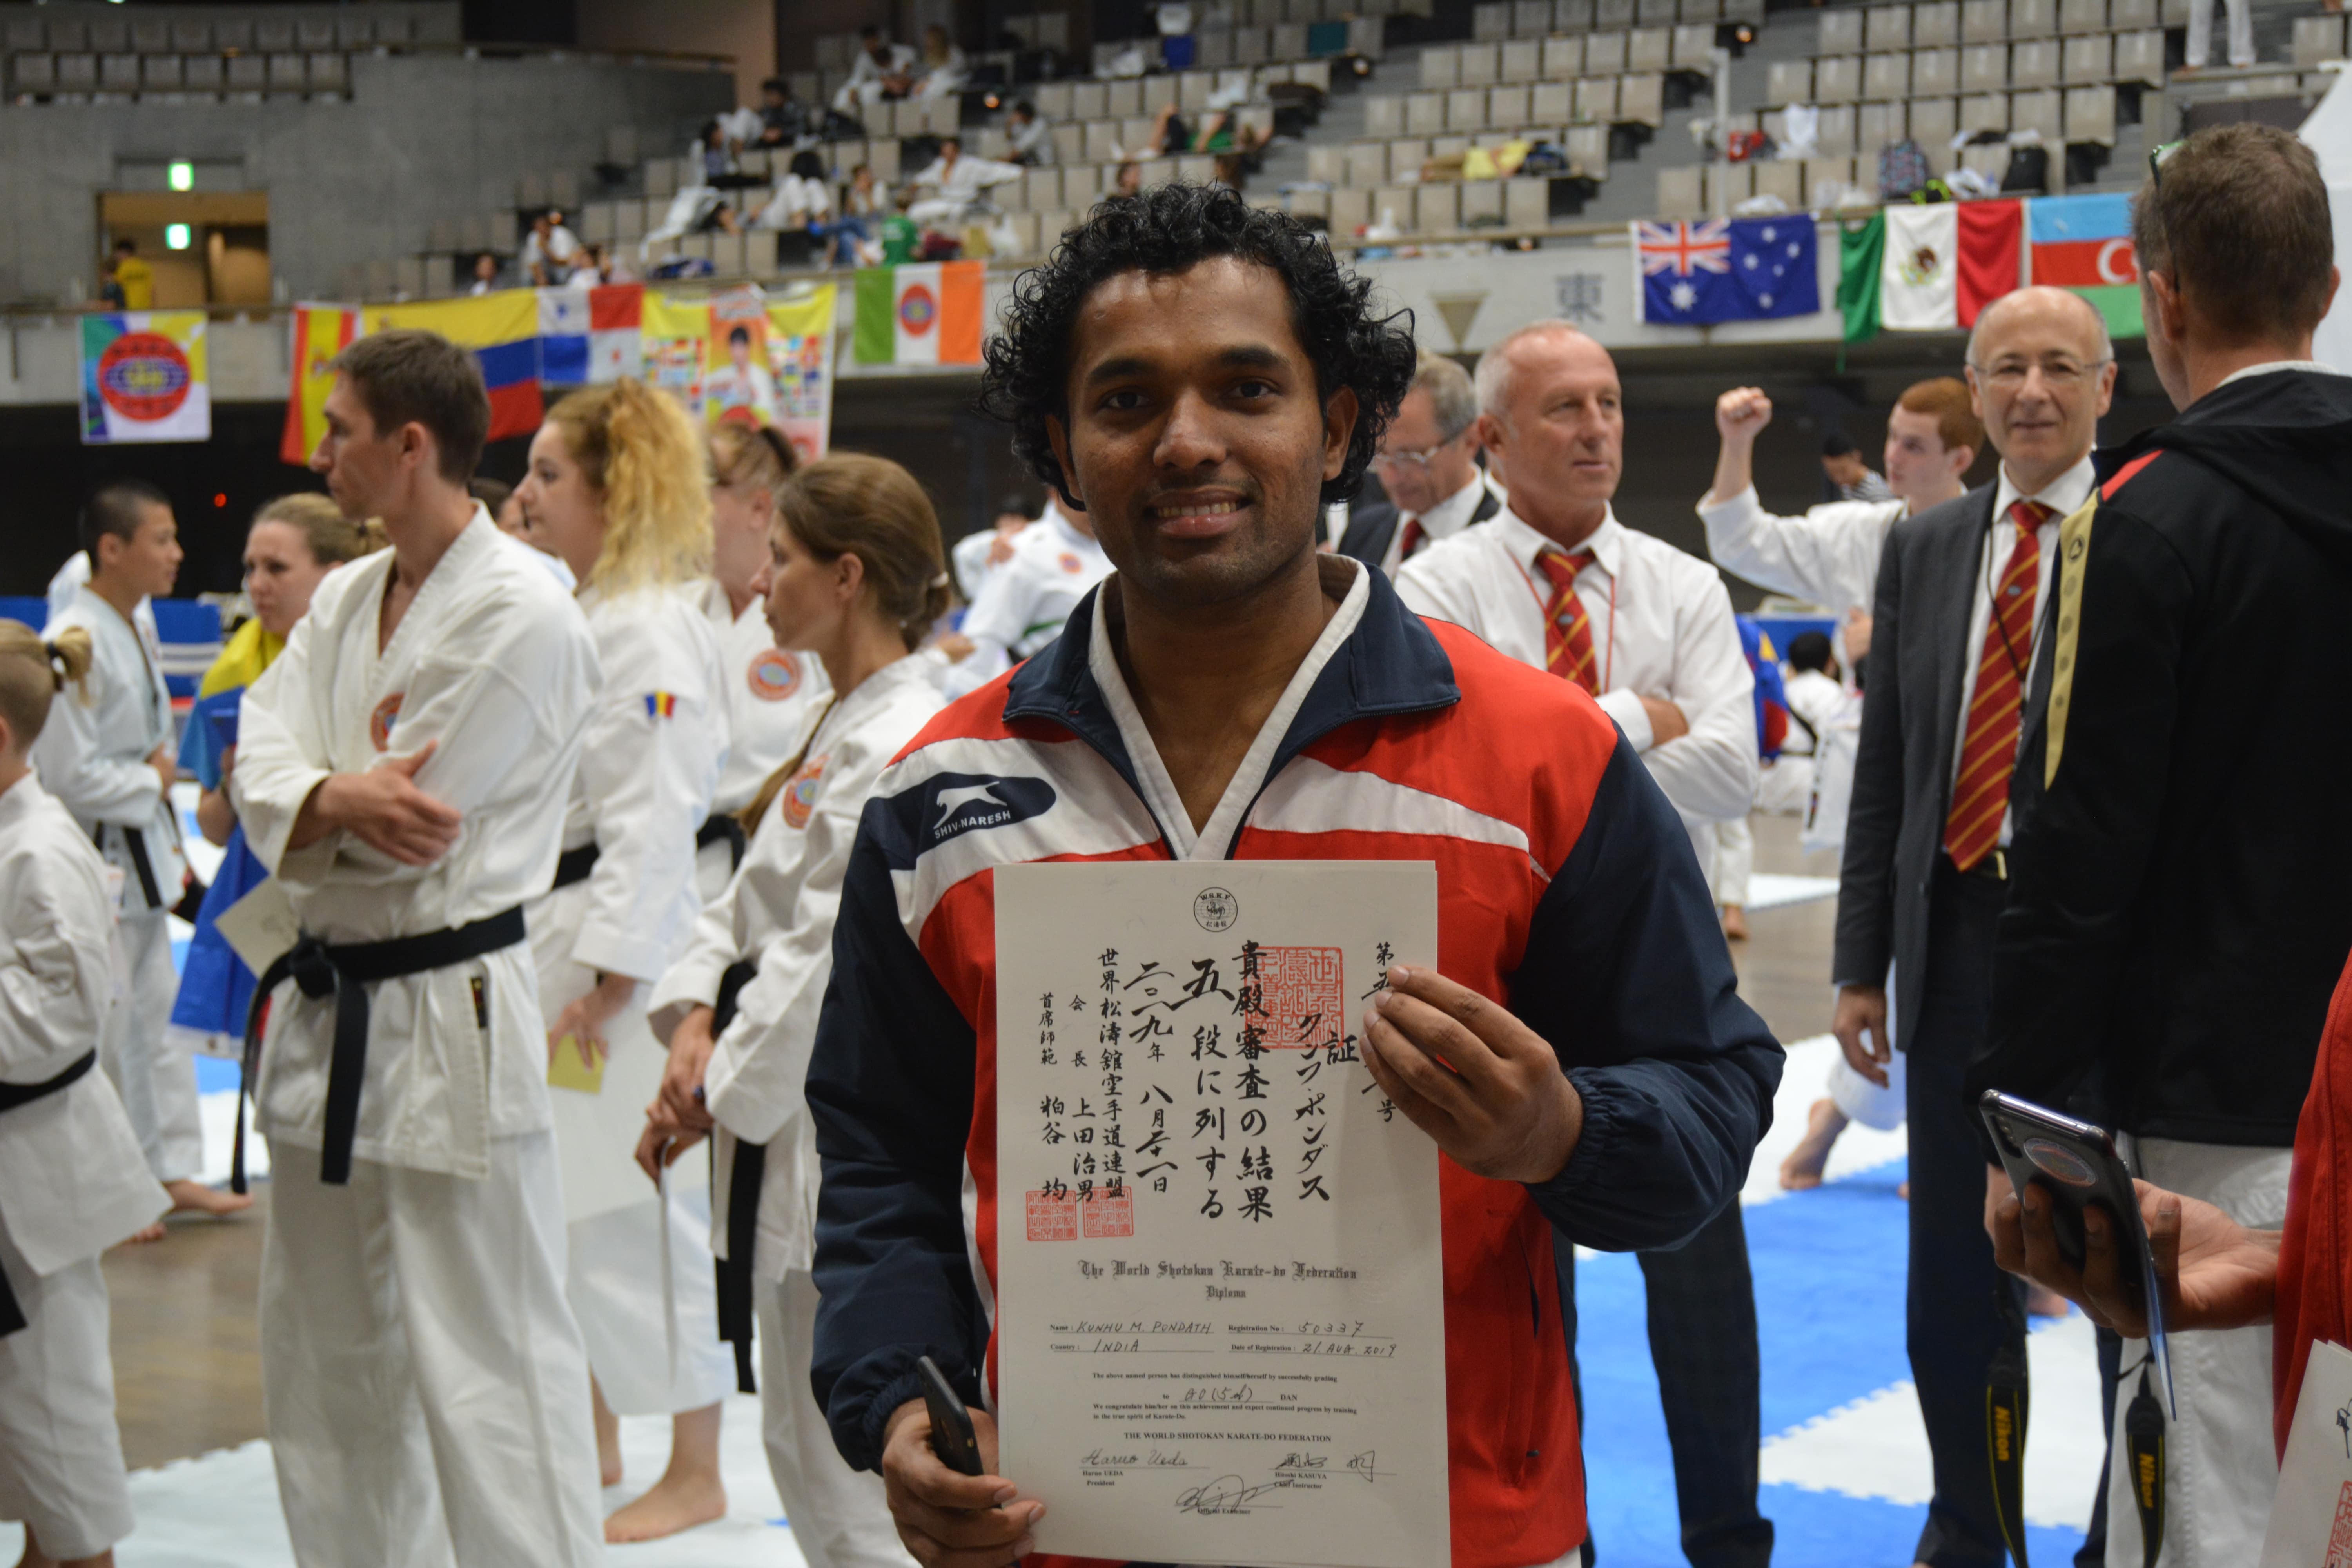 東
SHIV-NARESH
W.S.K.F.
証
クンフ・ポンダス
貴殿審査の結果
五段に列する
二〇一九年八月二十一日
世界松濤舘空手道連盟
会長 上田治男
首席師範 粕谷均
The World Shotokan Karate-do Federation
Diploma
Name: KUNHU M. PONDATH Registration No: 50337
Country: INDIA Date of Registration: 21. AUG. 2019
The above named person has distinguished himself/herself by successfully grading
to GO (5th) DAN
We congratulate him/her on this achievement and expect continued progress by training
in the true spirit of Karate-Do.
THE WORLD SHOTOKAN KARATE-DO FEDERATION
Haruo Ueda
Haruo UEDA Hitoshi KASUYA
President Chief Instructor
Official Examiner
Nikon
Nikon